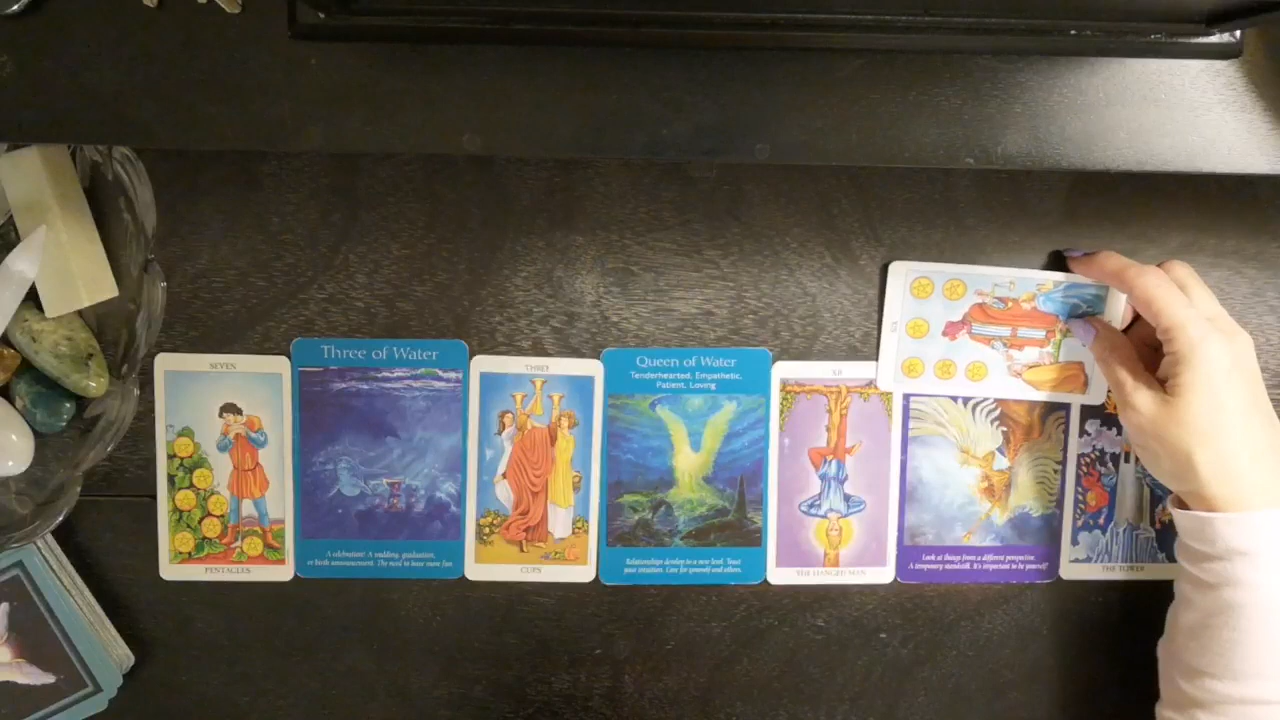 SEVEN
PENTACLES
Three of Water
A celebration! A wedding, graduation,
or birth announcement. The need to have more fun.
THREE
CUPS
Queen of Water
Tenderhearted, Empathetic,
Patient, Loving
Relationships develop to a new level. Trust
your intuition. Care for yourself and others.
XII
THE HANGED MAN
Look at things from a different perspective.
A temporary standstill. It's important to be yourself!
THE TOWER